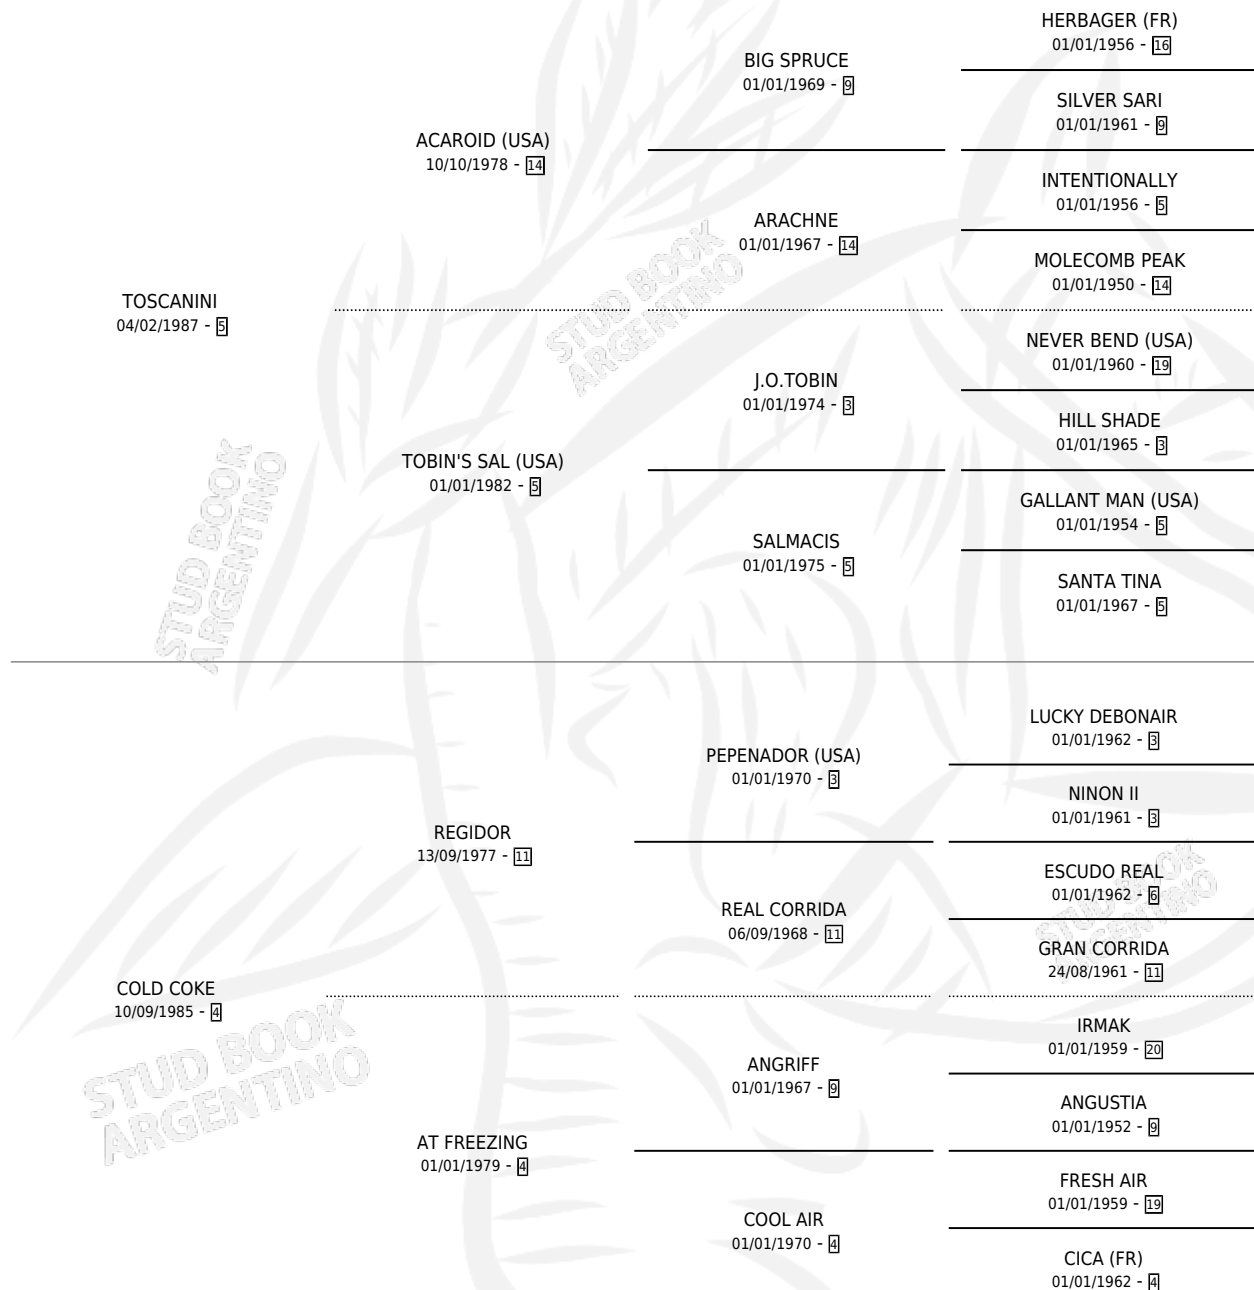 HERBAGER (FR)
01/01/1956 - 16
BIG SPRUCE
01/01/1969 - 9
SILVER SARI
01/01/1961 - 9
ACAROID (USA)
10/10/1978 - 14
INTENTIONALLY
01/01/1956 - 5
ARACHNE
01/01/1967 - 14
MOLECOMB PEAK
01/01/1950 - 14
TOSCANINI
04/02/1987 - 5
NEVER BEND (USA)
01/01/1960 - 19
J.O.TOBIN
01/01/1974 - 3
HILL SHADE
01/01/1965 - 3
TOBIN'S SAL (USA)
01/01/1982 - 5
GALLANT MAN (USA)
01/01/1954 - 5
SALMACIS
01/01/1975 - 5
SANTA TINA
01/01/1967 - 5
LUCKY DEBONAIR
01/01/1962 - 3
PEPENADOR (USA)
01/01/1970 - 3
NINON II
01/01/1961 - 3
REGIDOR
13/09/1977 - 11
ESCUDO REAL
01/01/1962 - 6
REAL CORRIDA
06/09/1968 - 11
GRAN CORRIDA
24/08/1961 - 11
COLD COKE
10/09/1985 - 4
IRMAK
01/01/1959 - 20
ANGRIFF
01/01/1967 - 9
ANGUSTIA
01/01/1952 - 9
AT FREEZING
01/01/1979 - 4
FRESH AIR
01/01/1959 - 19
COOL AIR
01/01/1970 - 4
CICA (FR)
01/01/1962 - 4
STUD BOOK
ARGENTINO
STUD BOOK
ARGENTINO
STUD BOOK
ARGENTINO
STUD BOOK
ARGENTINO